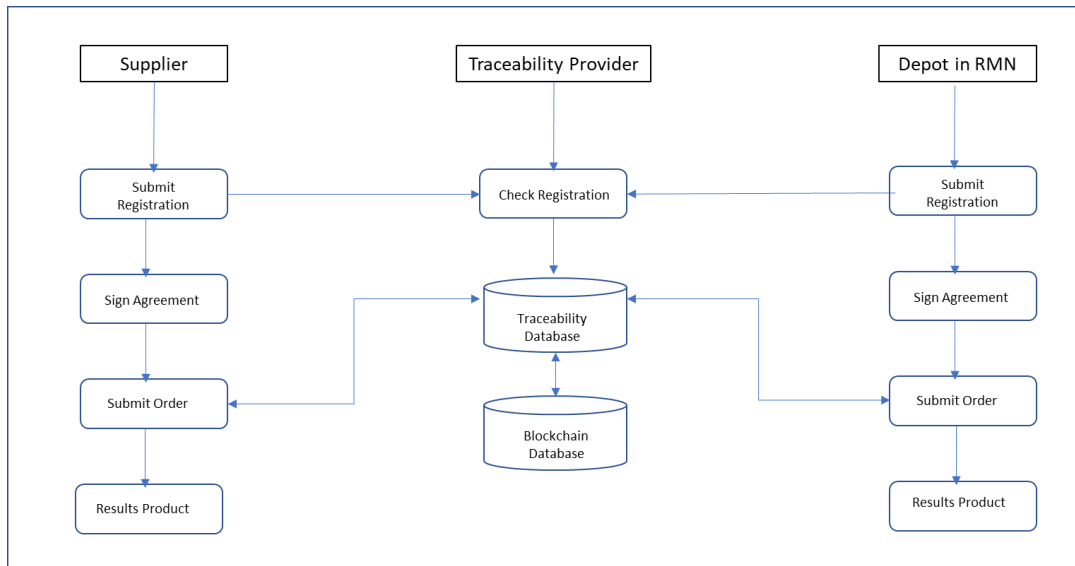 Supplier
Traceability Provider
Depot in RMN
Submit
Registration
Check Registration
Submit
Registration
Sign Agreement
Traceability
Database
Sign Agreement
Submit Order
Blockchain
Database
Submit Order
Results Product
Results Product